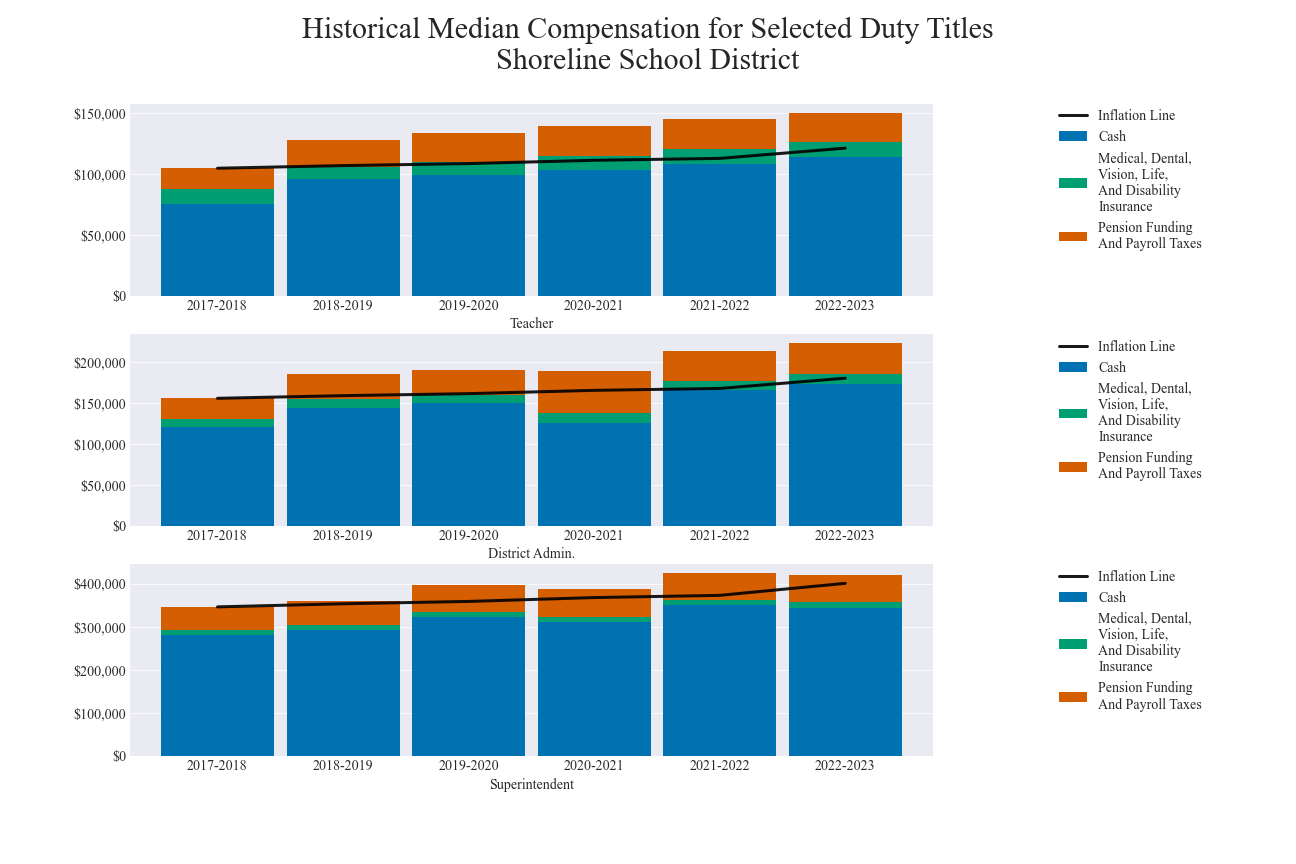 Historical Median Compensation for Selected Duty Titles
Shoreline School District
$150,000
$100,000
$50,000
$0
2017-2018 2018-2019 2019-2020 2020-2021 2021-2022 2022-2023
Teacher
Inflation Line
Cash
Medical, Dental,
Vision, Life,
And Disability
Insurance
Pension Funding
And Payroll Taxes
$200,000
$150,000
$100,000
$50,000
$0
2017-2018 2018-2019 2019-2020 2020-2021 2021-2022 2022-2023
District Admin.
Inflation Line
Cash
Medical, Dental,
Vision, Life,
And Disability
Insurance
Pension Funding
And Payroll Taxes
$400,000
$300,000
$200,000
$100,000
$0
2017-2018 2018-2019 2019-2020 2020-2021 2021-2022 2022-2023
Superintendent
Inflation Line
Cash
Medical, Dental,
Vision, Life,
And Disability
Insurance
Pension Funding
And Payroll Taxes